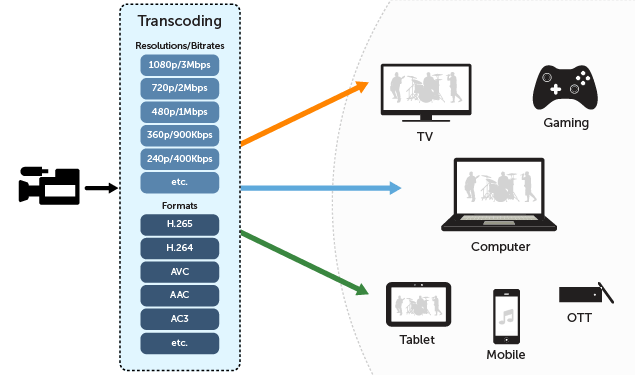 Transcoding
Resolutions/Bitrates
1080p/3Mbps
720p/2Mbps
480p/1Mbps
360p/900Kbps
240p/400Kbps
etc.
Formats
H.265
H.264
AVC
AAC
AC3
etc.
TV
Gaming
Computer
Tablet
Mobile
OTT